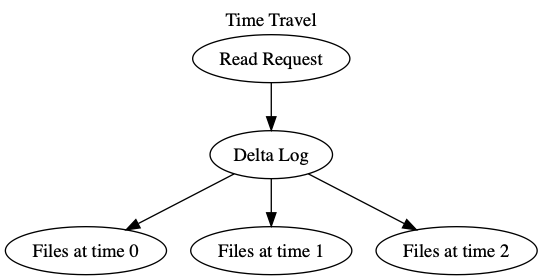 Time Travel
Read Request
Delta Log
Files at time 0
Files at time 1
Files at time 2